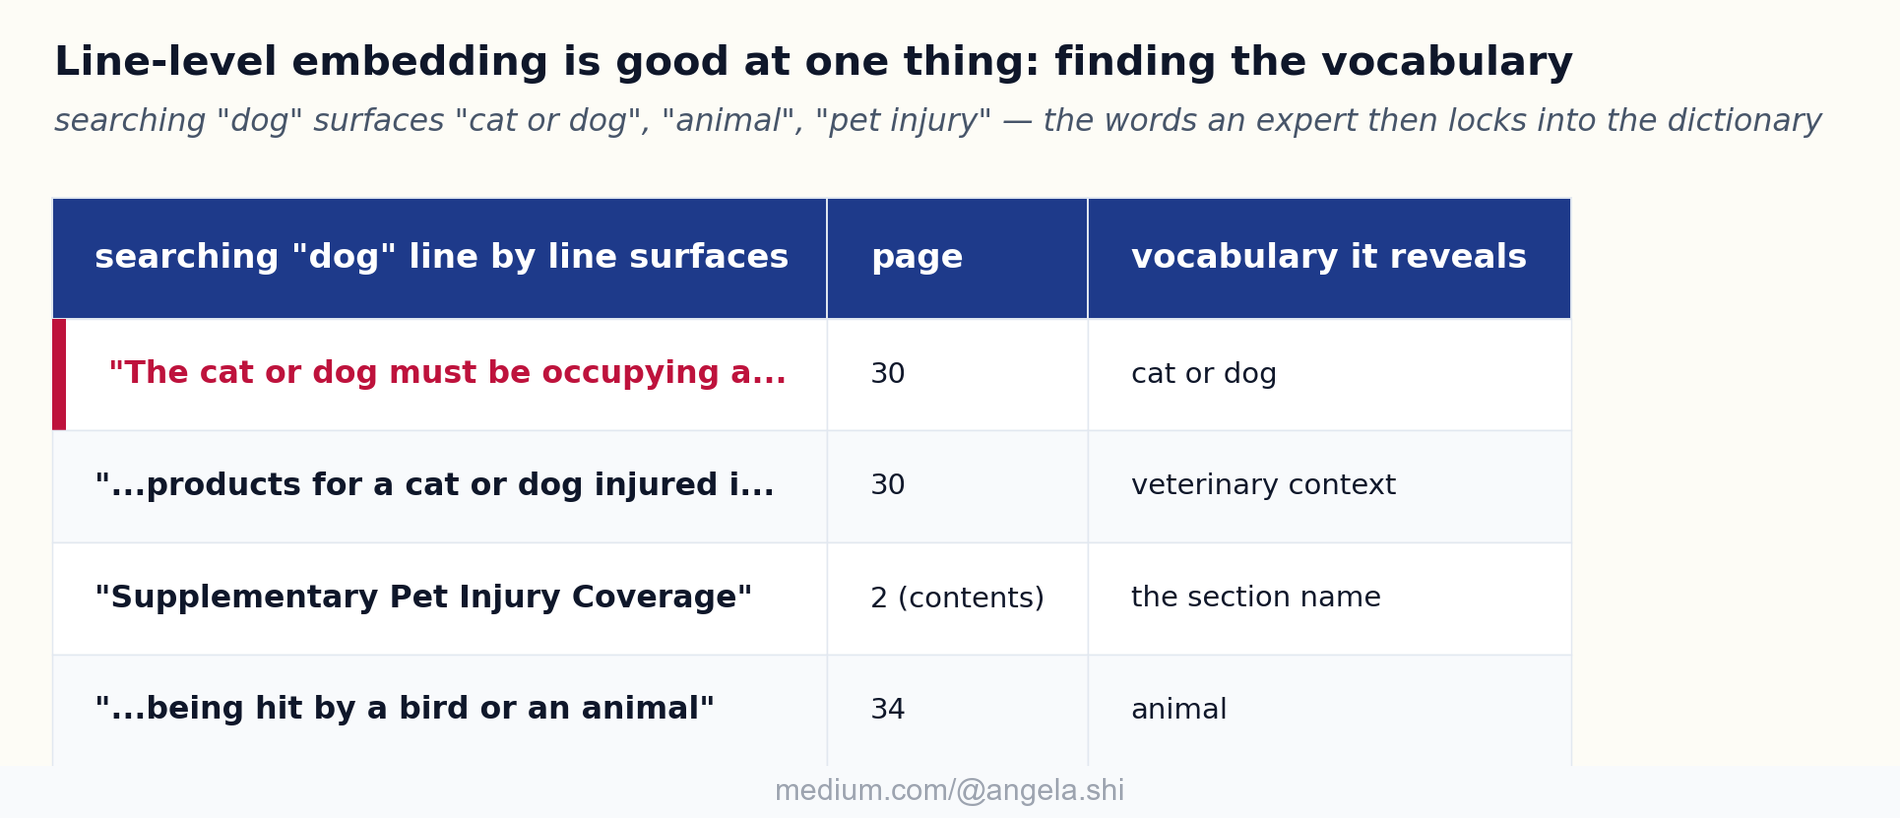 Line-level embedding is good at one thing: finding the vocabulary
searching "dog" surfaces "cat or dog", "animal", "pet injury" — the words an expert then locks into the dictionary
searching "dog" line by line surfaces page vocabulary it reveals
"The cat or dog must be occupying a... 30 cat or dog
"...products for a cat or dog injured i... 30 veterinary context
"Supplementary Pet Injury Coverage" 2 (contents) the section name
"...being hit by a bird or an animal" 34 animal
medium.com/@angela.shi